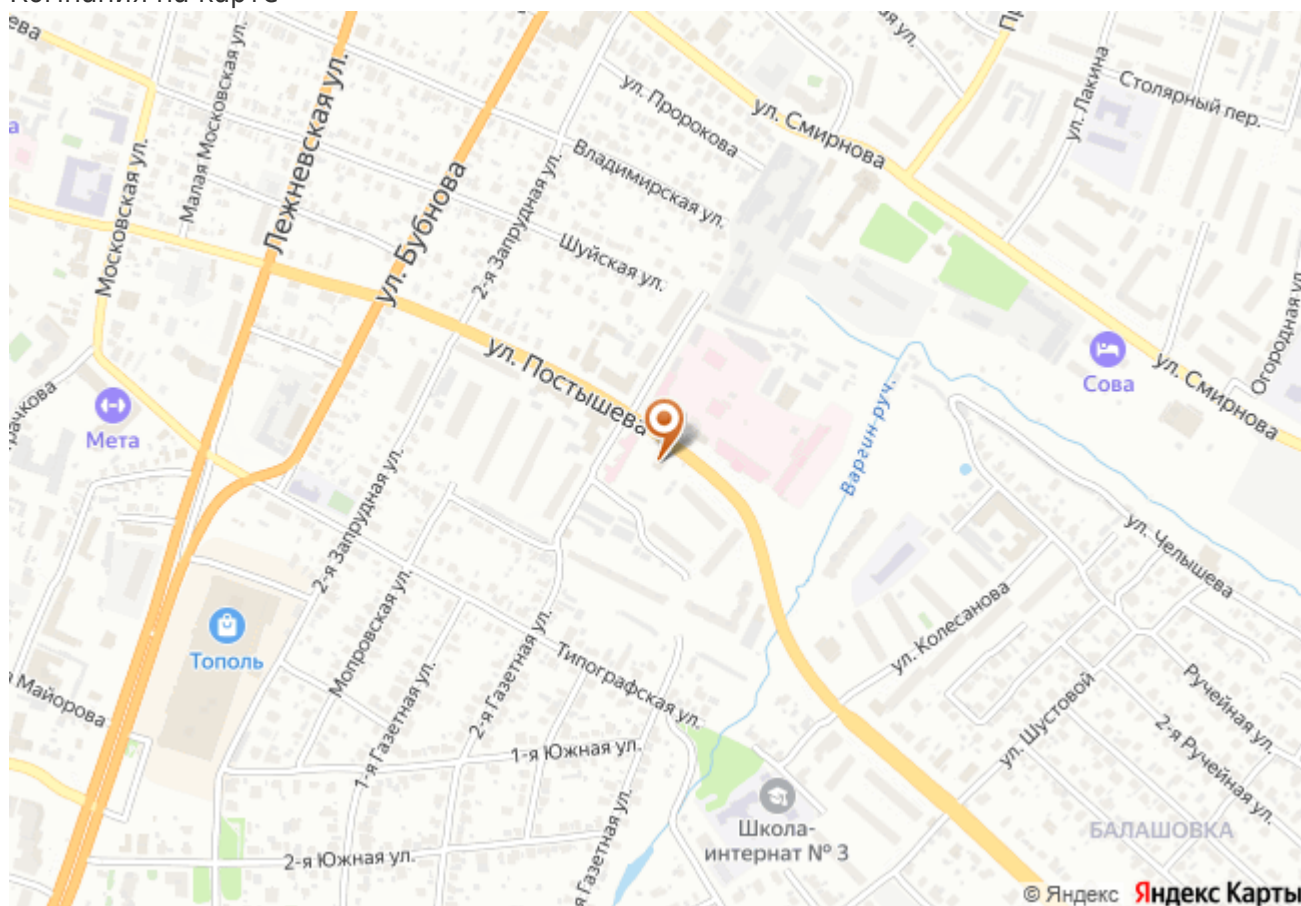 Компания на карте
Лежневская ул.
Малая Московская ул.
Московская ул.
ул. Бубнова
2-я Запрудная ул.
ул. Пророкова
Владимирская ул.
Шуйская ул.
ул. Смирнова
ул. Лакина
Столярный пер.
Огородная ул.
ул. Постышева
Сова
ул. Смирнова
Мета
Варгин руч.
2-я Запрудная ул.
ул. Челышева
Тополь
Мопровская ул.
1-я Газетная ул.
2-я Газетная ул.
Типографская ул.
ул. Колесанова
Майорова
1-я Южная ул.
ул. Шустовой
Ручейная ул.
2-я Ручейная ул.
Школа-
интернат № 3
БАЛАШОВКА
2-я Южная ул.
я Газетная ул.
© Яндекс Яндекс Карты